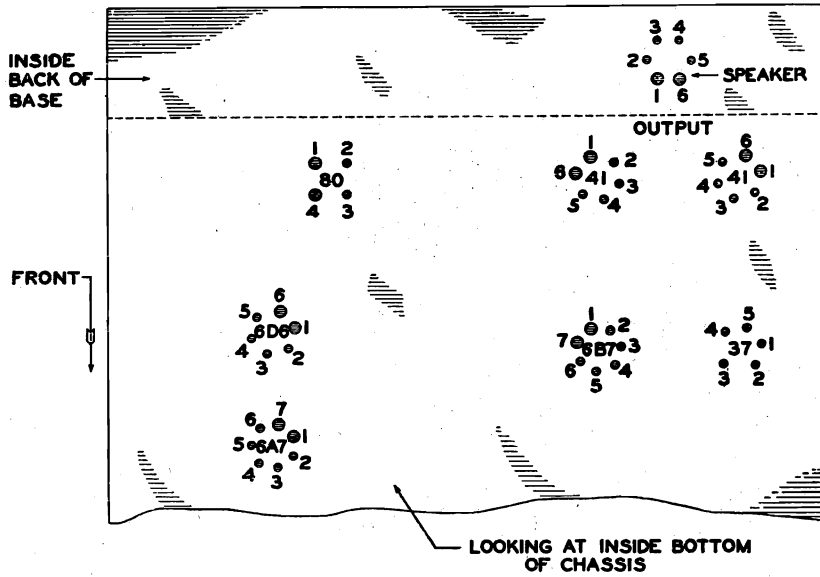 3 4
INSIDE
BACK OF
BASE
2 5
SPEAKER
1 6
OUTPUT
1 2
80
4 3
1
2
6 41 3
5 4
6
5
1
4 41
3 2
FRONT
6
5
6D6 1
4
3 2
1
2
7 6B7 3
6 5 4
5
4
37 1
3 2
7
6
1
5 6A7
2
4 3
LOOKING AT INSIDE BOTTOM
OF CHASSIS